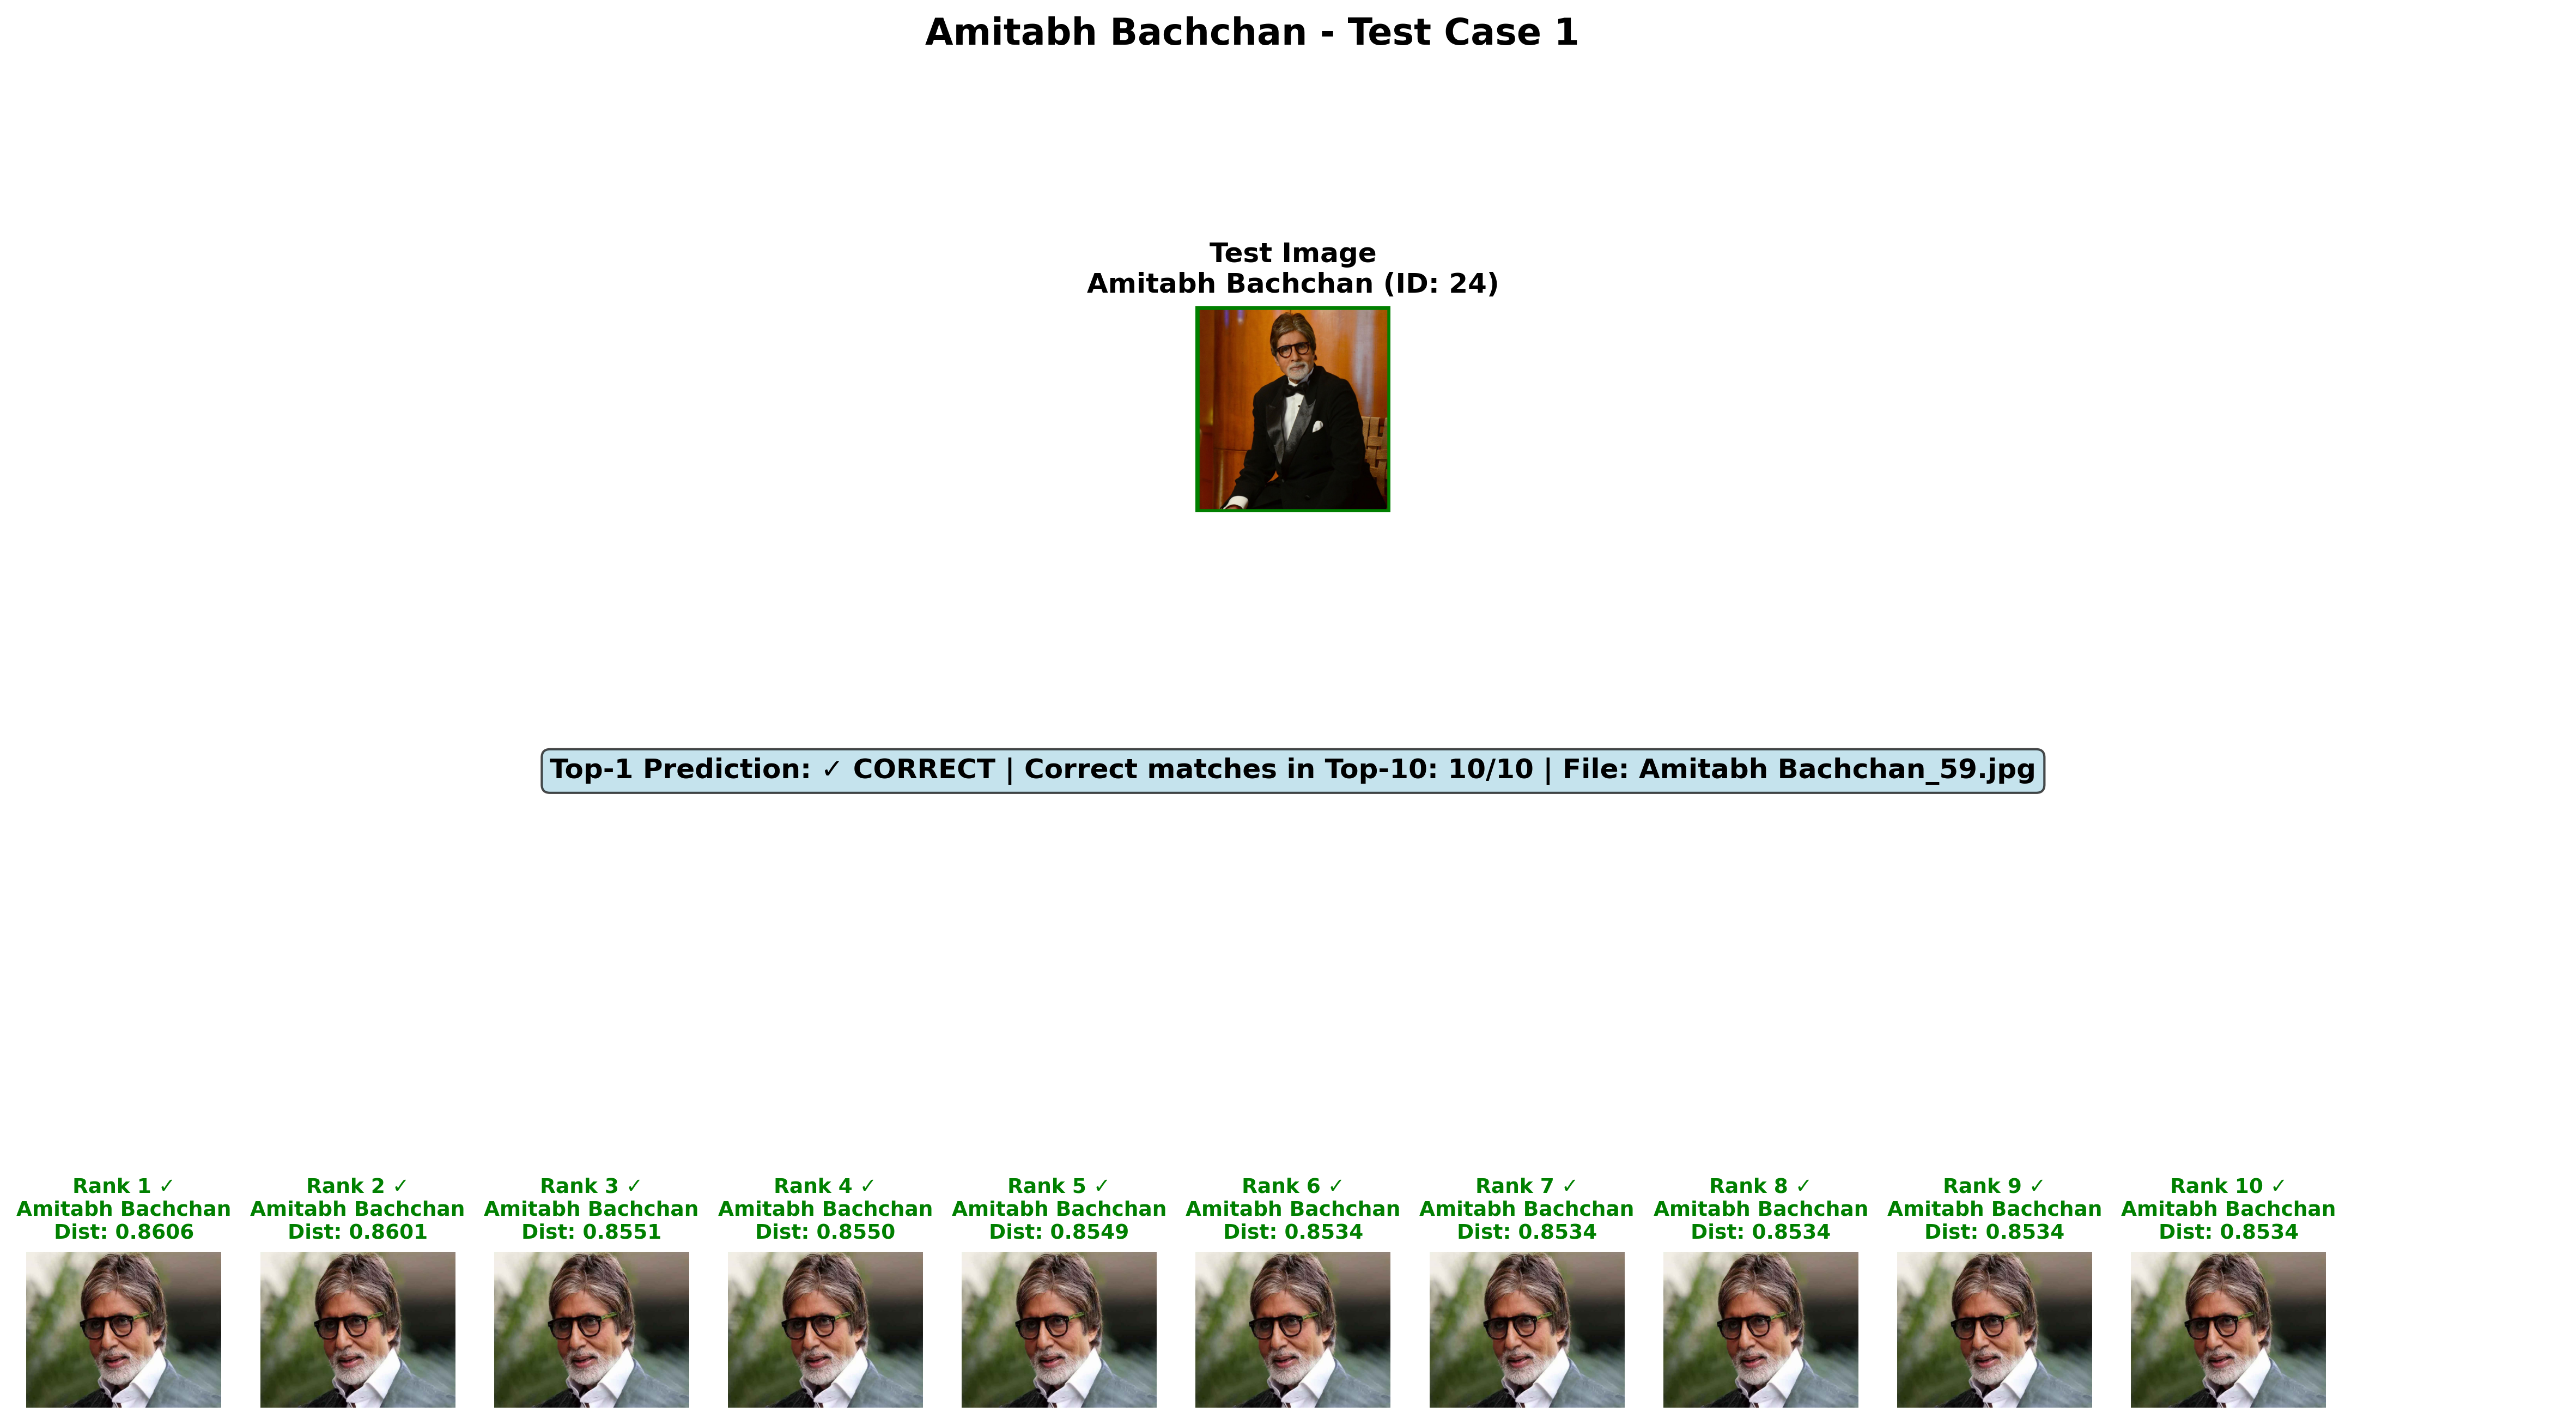 Amitabh Bachchan - Test Case 1
Test Image
Amitabh Bachchan (ID: 24)
Top-1 Prediction: ✓ CORRECT | Correct matches in Top-10: 10/10 | File: Amitabh Bachchan_59.jpg
Rank 1 ✓
Amitabh Bachchan
Dist: 0.8606
Rank 2 ✓
Amitabh Bachchan
Dist: 0.8601
Rank 3 ✓
Amitabh Bachchan
Dist: 0.8551
Rank 4 ✓
Amitabh Bachchan
Dist: 0.8550
Rank 5 ✓
Amitabh Bachchan
Dist: 0.8549
Rank 6 ✓
Amitabh Bachchan
Dist: 0.8534
Rank 7 ✓
Amitabh Bachchan
Dist: 0.8534
Rank 8 ✓
Amitabh Bachchan
Dist: 0.8534
Rank 9 ✓
Amitabh Bachchan
Dist: 0.8534
Rank 10 ✓
Amitabh Bachchan
Dist: 0.8534